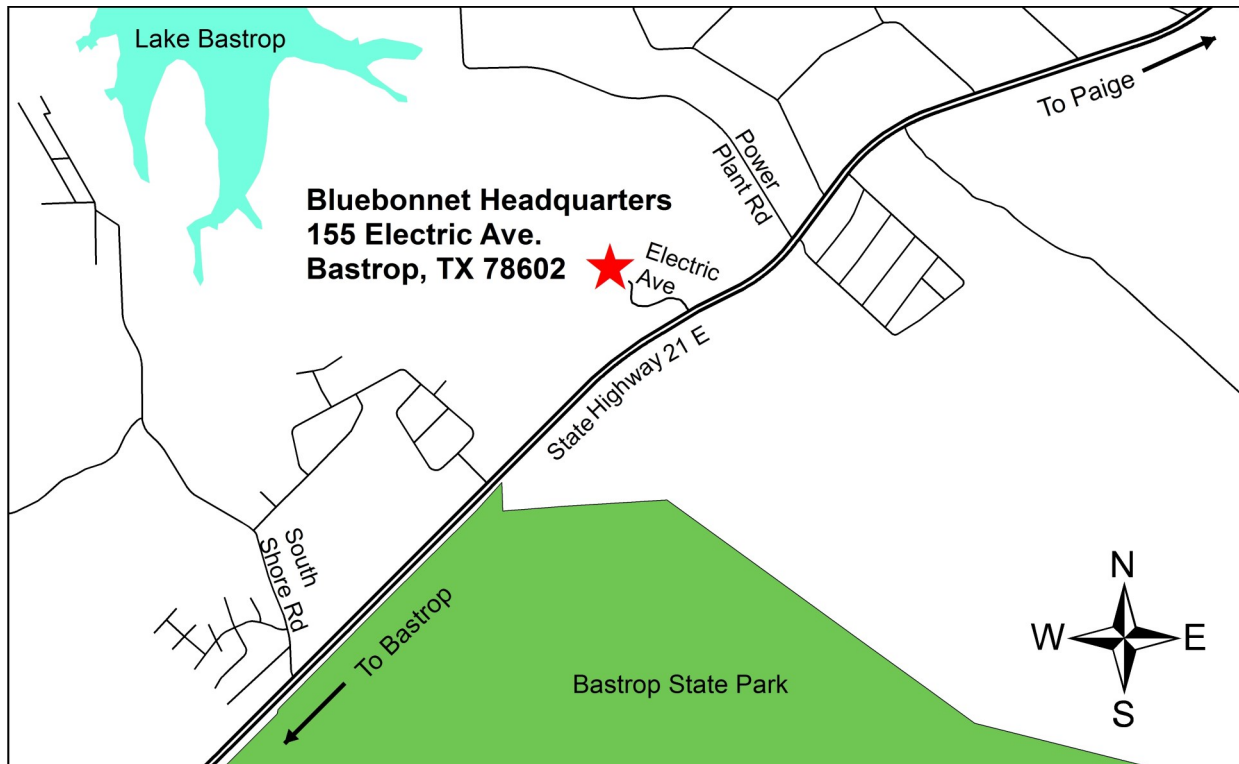 Lake Bastrop
To Paige
Power
Plant Rd
Bluebonnet Headquarters
155 Electric Ave.
Bastrop, TX 78602
Electric
Ave
State Highway 21 E
South
Shore Rd
To Bastrop
Bastrop State Park
N
W
E
S